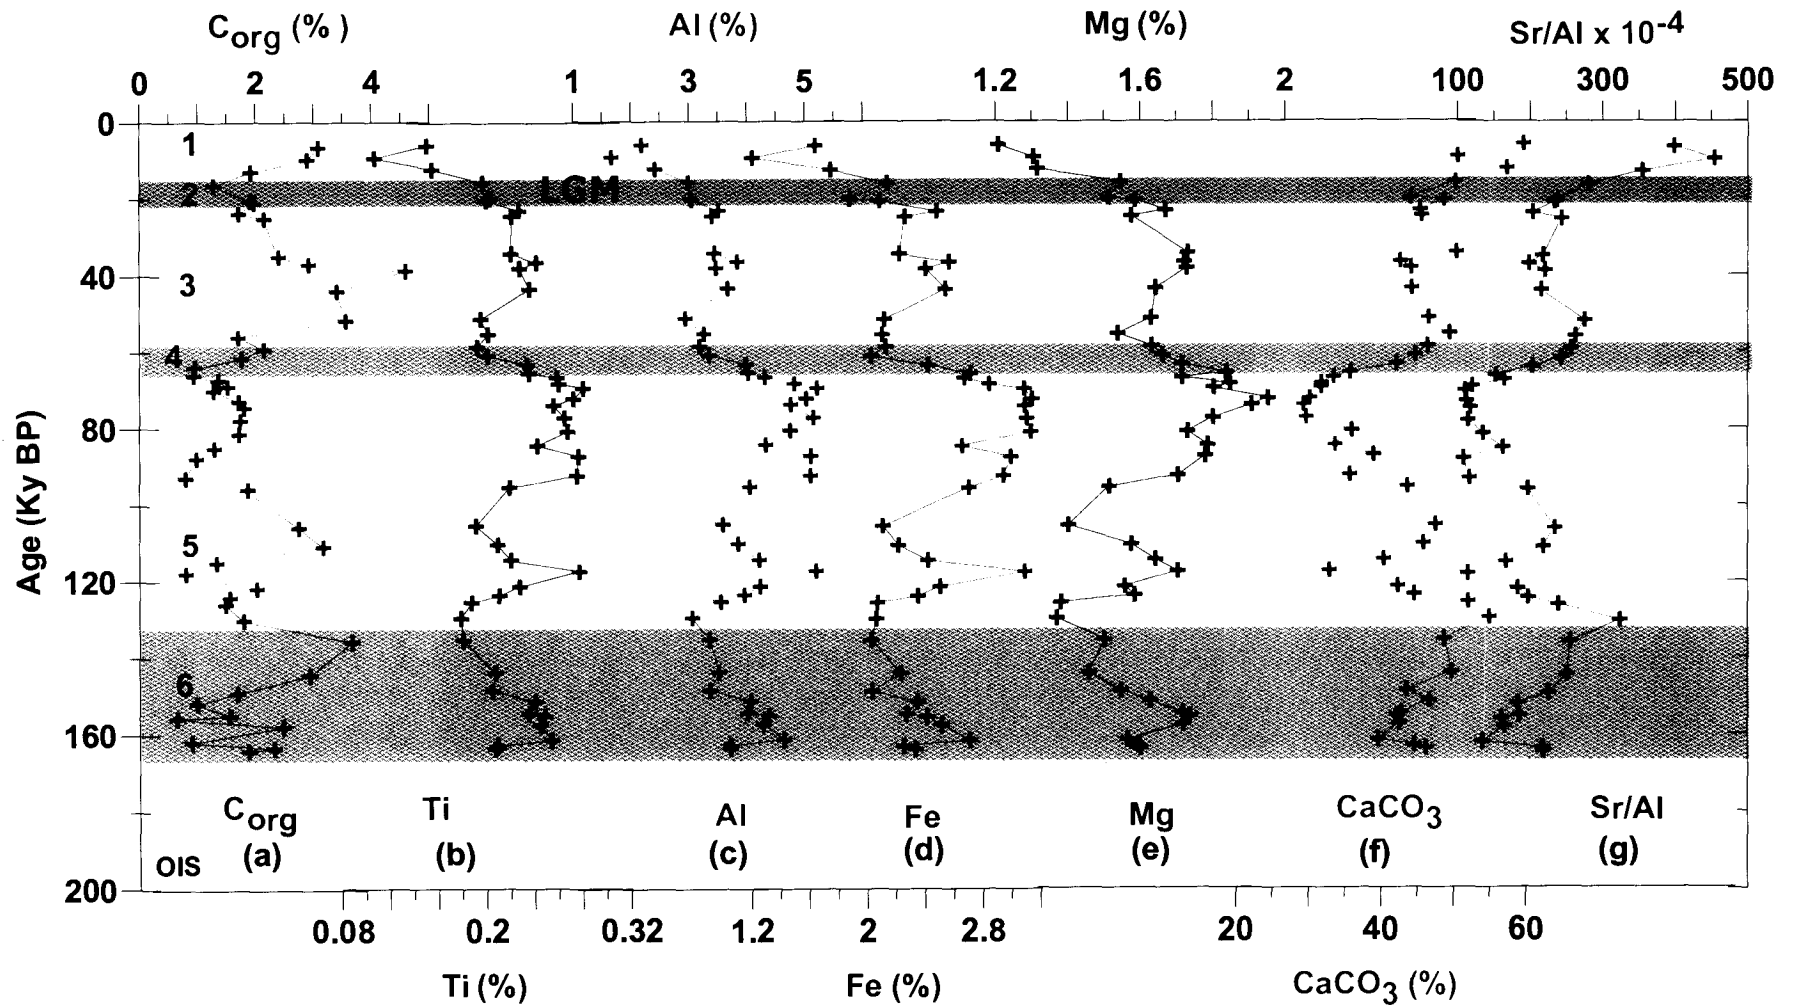 Corg (%) Al (%) Mg (%) Sr/Al x 10-4
0 2 4 1 3 5 1.2 1.6 2 100 300 500
0
1
LGM
2
40
3
4
80
Age (Ky BP)
5
120
6
160
Corg Ti Al Fe Mg CaCO3 Sr/Al
OIS (a) (b) (c) (d) (e) (f) (g)
200
0.08 0.2 0.32 1.2 2 2.8 20 40 60
Ti (%) Fe (%) CaCO3 (%)